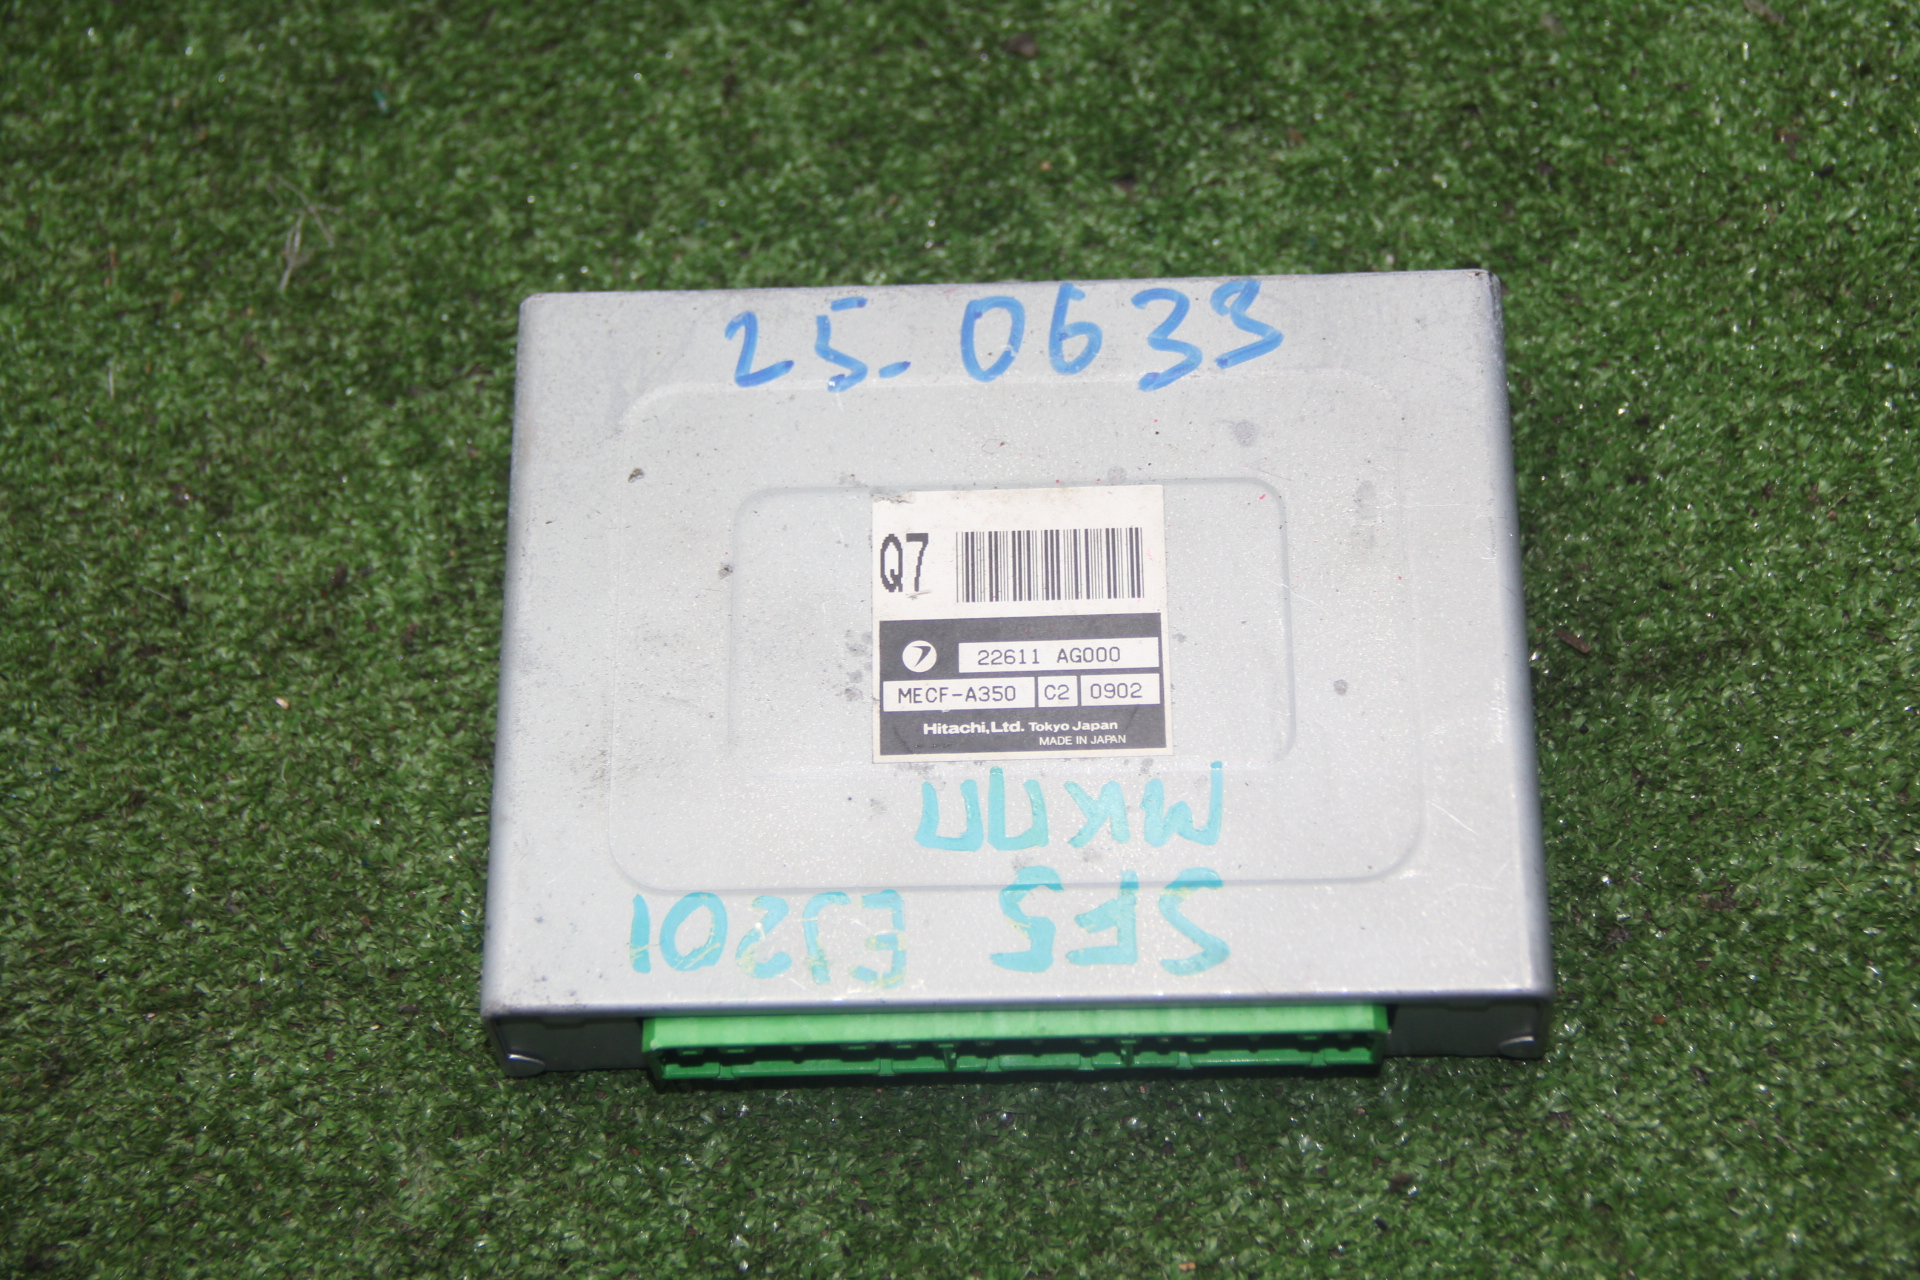 25.0633
Q7
22611 AG000
MECF-A350 C2 0902
Hitachi,Ltd. Tokyo Japan
MADE IN JAPAN
SF5 EJ201
МКПП